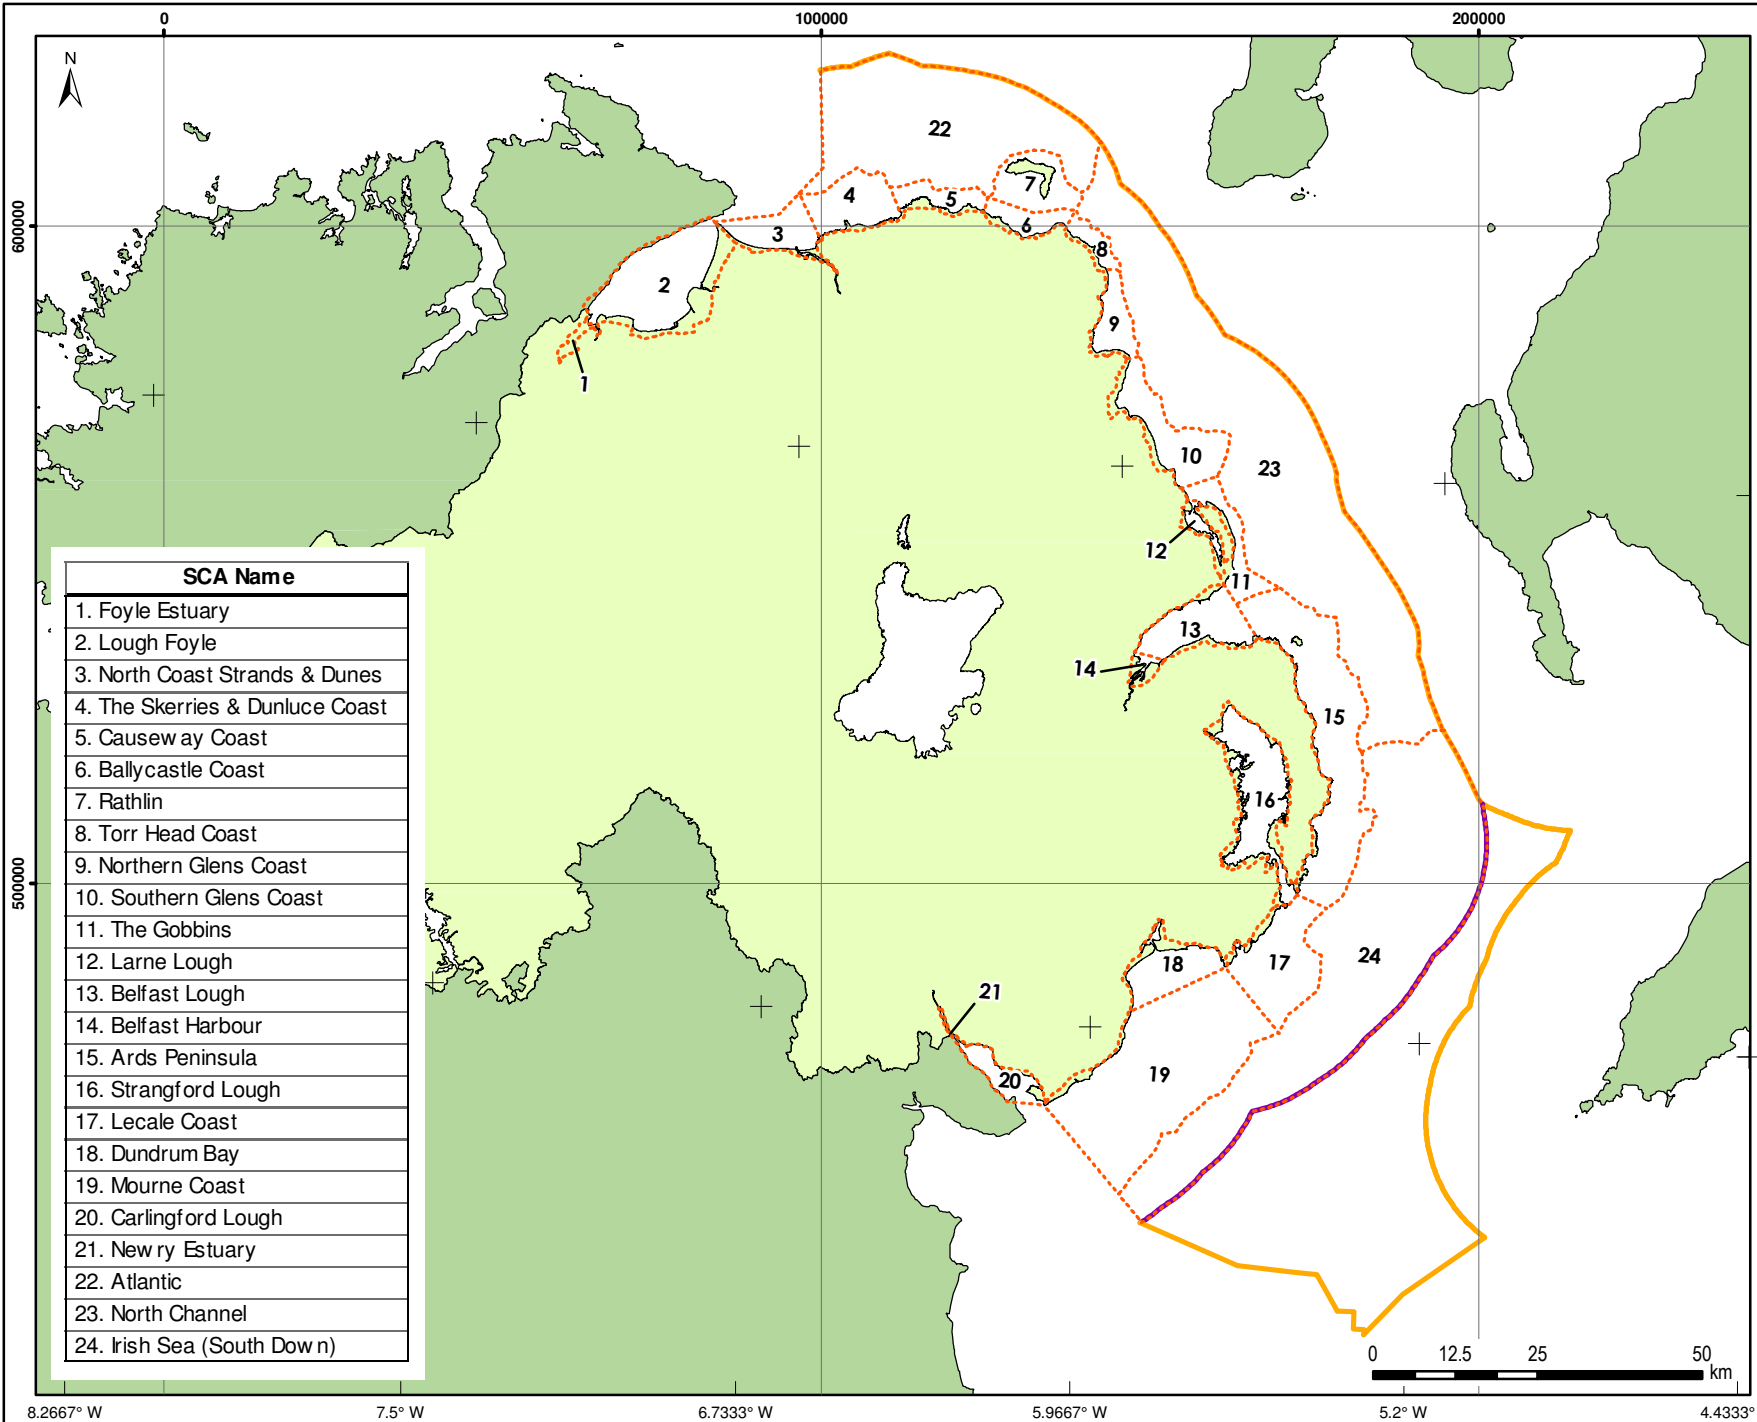 0 100000 200000
N
600000
500000
22
7
4
5
6
3
8
2
9
1
10
23
12
11
13
14
15
16
17
24
18
21
19
20
SCA Name
1. Foyle Estuary
2. Lough Foyle
3. North Coast Strands & Dunes
4. The Skerries & Dunluce Coast
5. Causeway Coast
6. Ballycastle Coast
7. Rathlin
8. Torr Head Coast
9. Northern Glens Coast
10. Southern Glens Coast
11. The Gobbins
12. Larne Lough
13. Belfast Lough
14. Belfast Harbour
15. Ards Peninsula
16. Strangford Lough
17. Lecale Coast
18. Dundrum Bay
19. Mourne Coast
20. Carlingford Lough
21. Newry Estuary
22. Atlantic
23. North Channel
24. Irish Sea (South Down)
0 12.5 25 50
km
8.2667° W 7.5° W 6.7333° W 5.9667° W 5.2° W 4.4333°